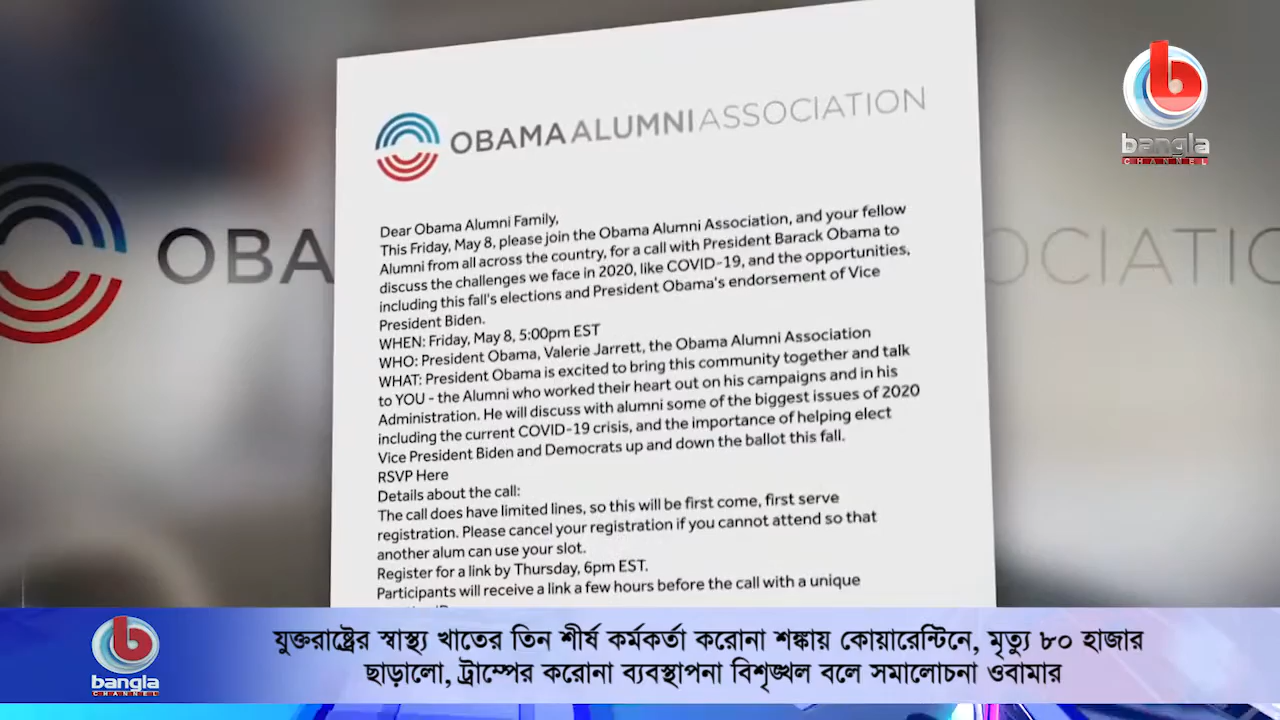 OBAMA ALUMNI ASSOCIATION
Dear Obama Alumni Family,
This Friday, May 8, please join the Obama Alumni Association, and your fellow
Alumni from all across the country, for a call with President Barack Obama to
discuss the challenges we face in 2020, like COVID-19, and the opportunities,
including this fall's elections and President Obama's endorsement of Vice
President Biden.
WHEN: Friday, May 8, 5:00pm EST
WHO: President Obama, Valerie Jarrett, the Obama Alumni Association
WHAT: President Obama is excited to bring this community together and talk
to YOU - the Alumni who worked their heart out on his campaigns and in his
Administration. He will discuss with alumni some of the biggest issues of 2020
including the current COVID-19 crisis, and the importance of helping elect
Vice President Biden and Democrats up and down the ballot this fall.
RSVP Here
Details about the call:
The call does have limited lines, so this will be first come, first serve
registration. Please cancel your registration if you cannot attend so that
another alum can use your slot.
Register for a link by Thursday, 6pm EST.
Participants will receive a link a few hours before the call with a unique
OBA
OCIATIO
b
bangla
CHANNEL
b
bangla
CHANNEL
যুক্তরাষ্ট্রের স্বাস্থ্য খাতের তিন শীর্ষ কর্মকর্তা করোনা শঙ্কায় কোয়ারেন্টিনে, মৃত্যু ৮০ হাজার
ছাড়ালো, ট্রাম্পের করোনা ব্যবস্থাপনা বিশৃঙ্খল বলে সমালোচনা ওবামার